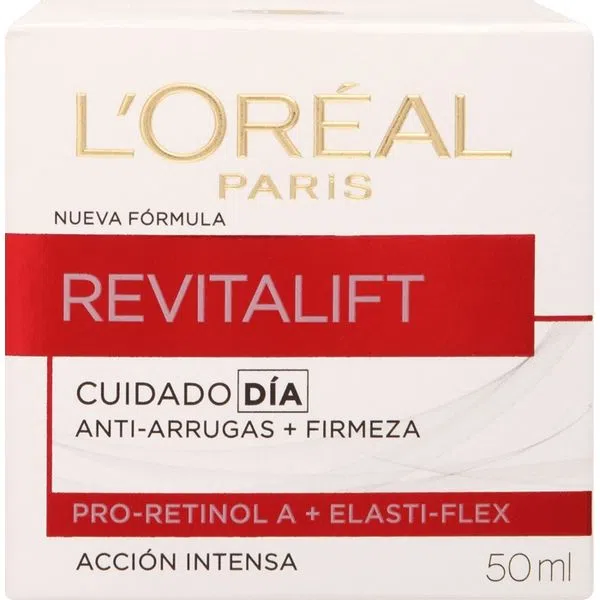 L'ORÉAL
PARIS
NUEVA FÓRMULA
REVITALIFT
CUIDADO DÍA
ANTI-ARRUGAS + FIRMEZA
PRO-RETINOL A + ELASTI-FLEX
ACCIÓN INTENSA
50ml